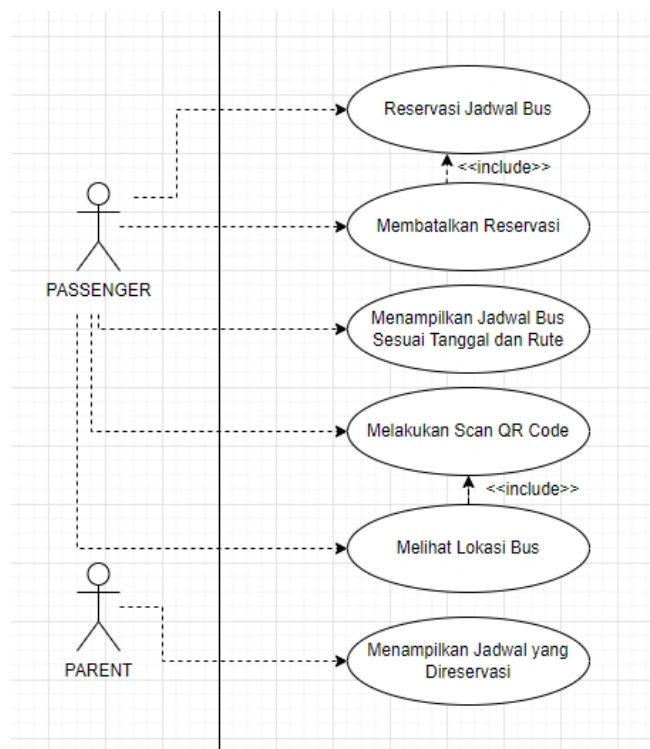 Reservasi Jadwal Bus
<<include>>
Membatalkan Reservasi
PASSENGER
Menampilkan Jadwal Bus
Sesuai Tanggal dan Rute
Melakukan Scan QR Code
<<include>>
Melihat Lokasi Bus
PARENT
Menampilkan Jadwal yang
Direservasi